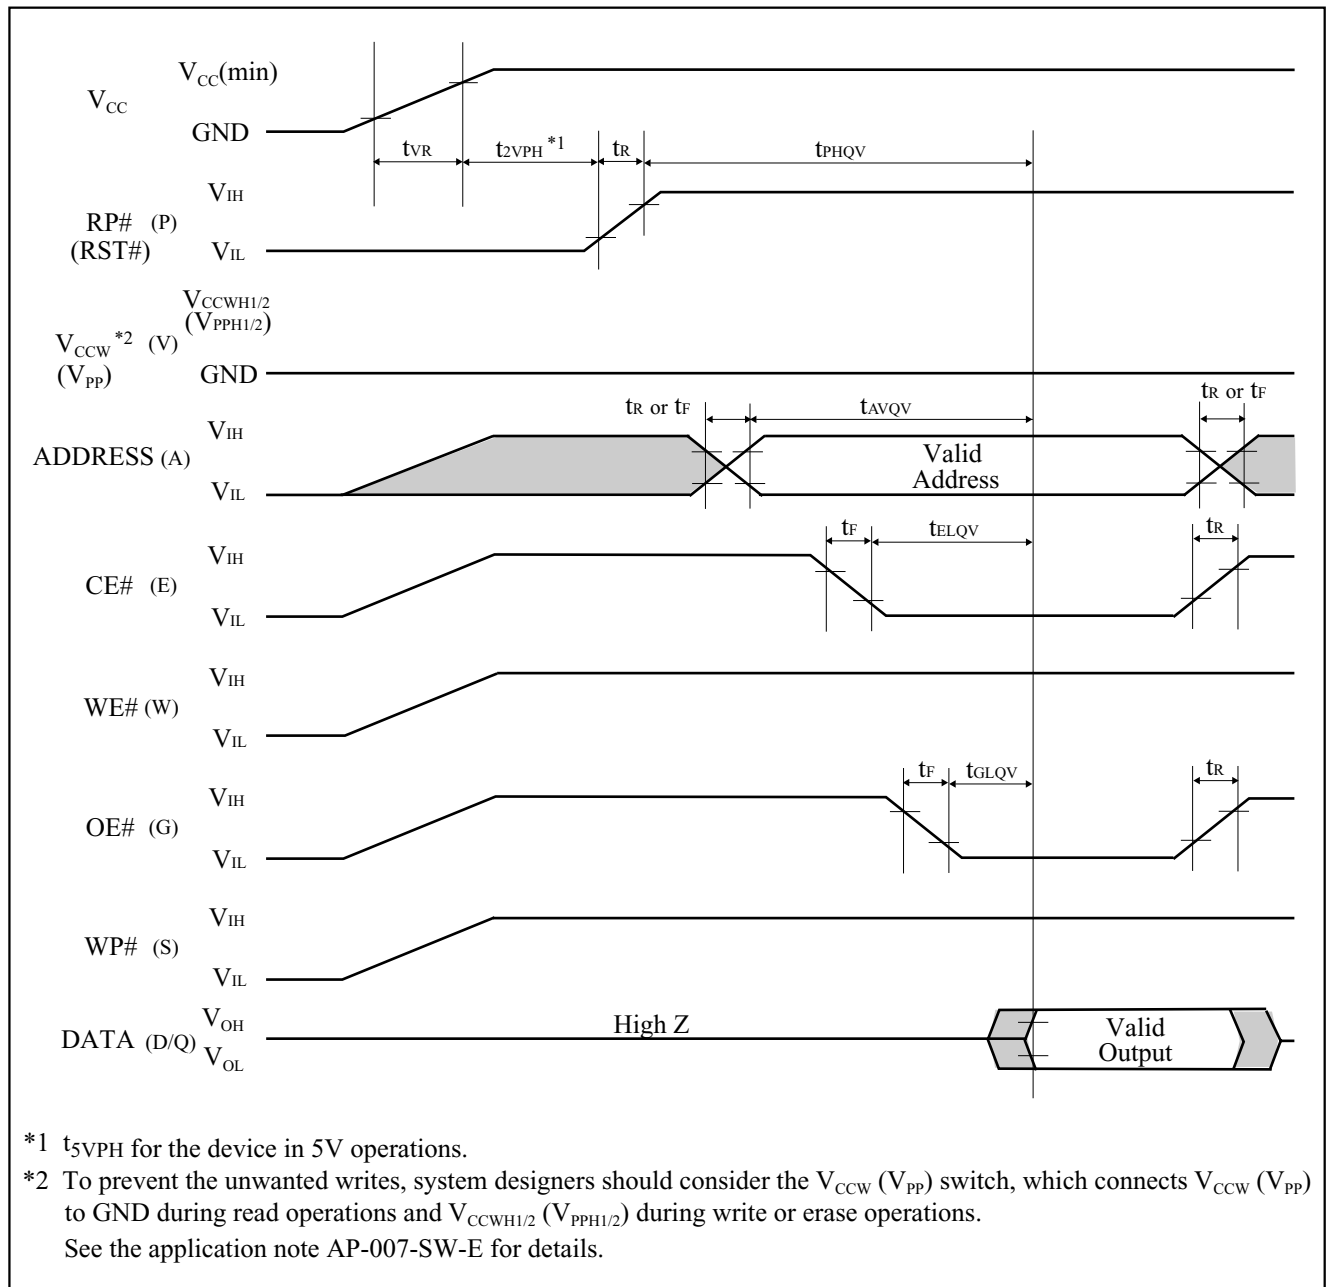 VCC(min)
VCC
GND
tVR
t2VPH *1
tR
tPHQV
VIH
RP# (P)
(RST#)
VIL
VCCWH1/2
(VPPH1/2)
VCCW *2 (V)
(VPP)
GND
tR or tF
tAVQV
tR or tF
VIH
ADDRESS (A)
Valid
Address
VIL
tF
tELQV
tR
VIH
CE# (E)
VIL
VIH
WE# (W)
VIL
tF
tGLQV
tR
VIH
OE# (G)
VIL
VIH
WP# (S)
VIL
VOH
High Z
DATA (D/Q)
Valid
Output
VOL
*1 t5VPH for the device in 5V operations.
*2 To prevent the unwanted writes, system designers should consider the VCCW (VPP) switch, which connects VCCW (VPP)
to GND during read operations and VCCWH1/2 (VPPH1/2) during write or erase operations.
See the application note AP-007-SW-E for details.